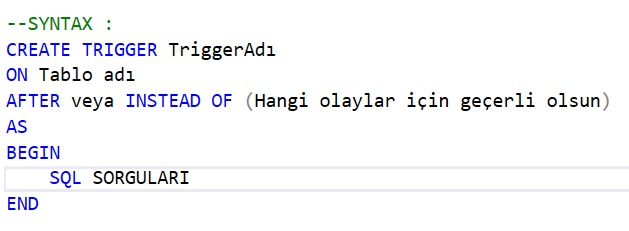 --SYNTAX :
CREATE TRIGGER TriggerAdı
ON Tablo adı
AFTER veya INSTEAD OF (Hangi olaylar için geçerli olsun)
AS
BEGIN
SQL SORGULARI
END